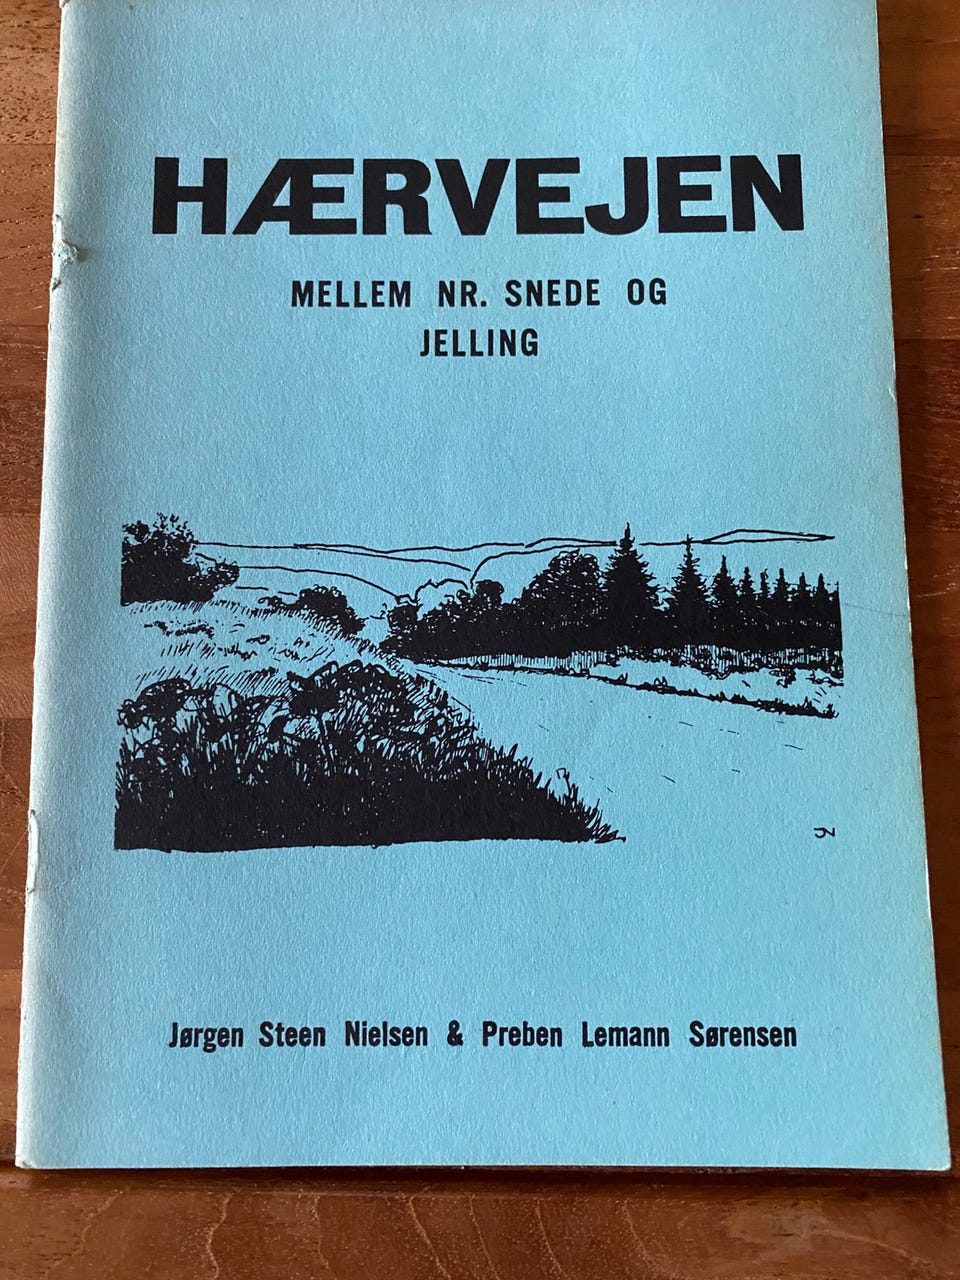 HÆRVEJEN
MELLEM NR. SNEDE OG
JELLING
Jørgen Steen Nielsen & Preben Lemann Sørensen